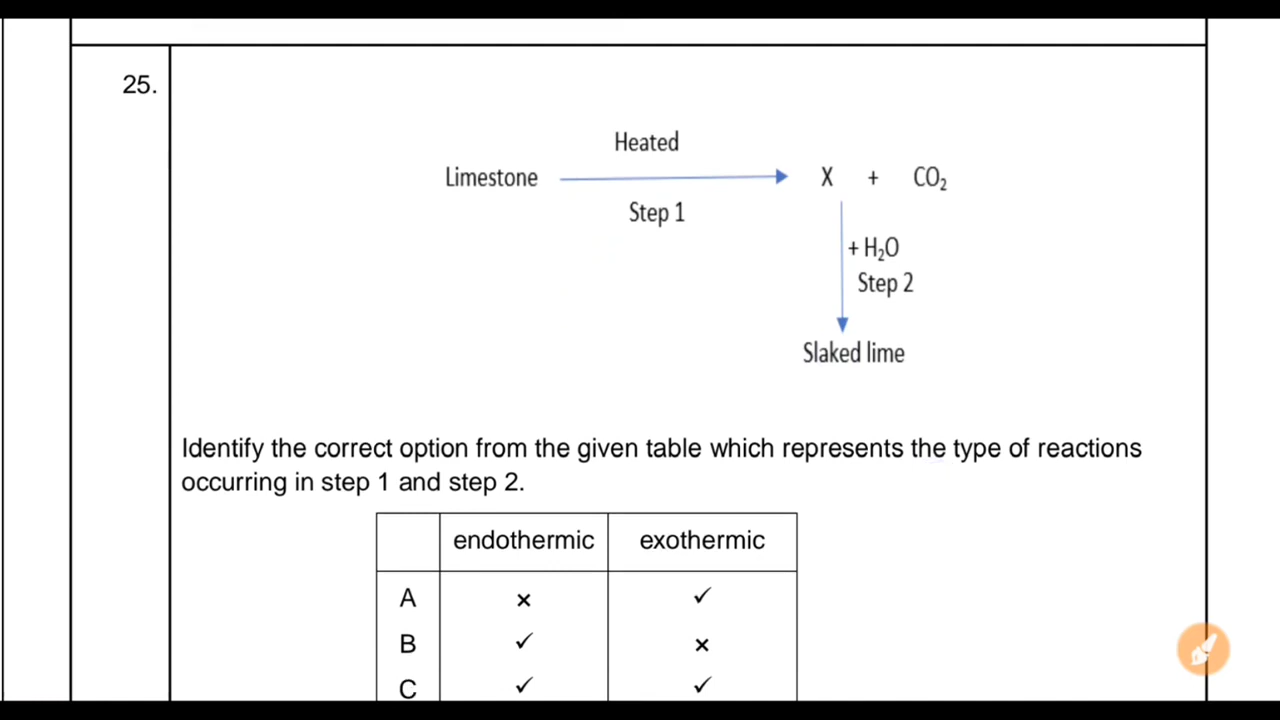 25.
Heated
Limestone X + CO₂
Step 1
+ H₂O
Step 2
Slaked lime
Identify the correct option from the given table which represents the type of reactions
occurring in step 1 and step 2.
endothermic exothermic
A × ✓
B ✓ ×
C ✓ ✓